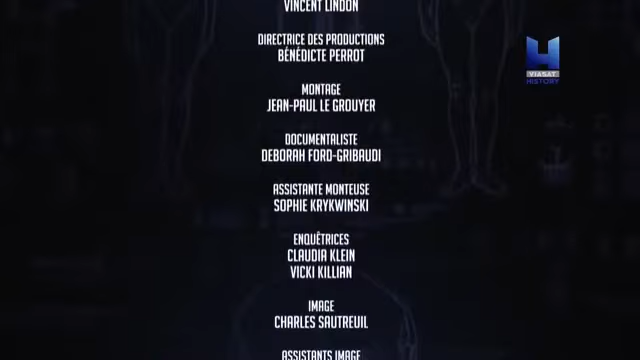 VINCENT LINDON
DIRECTRICE DES PRODUCTIONS
BÉNÉDICTE PERROT
MONTAGE
JEAN-PAUL LE GROUYER
DOCUMENTALISTE
DEBORAH FORD-GRIBAUDI
ASSISTANTE MONTEUSE
SOPHIE KRYKWINSKI
ENQUÊTRICES
CLAUDIA KLEIN
VICKI KILLIAN
IMAGE
CHARLES SAUTREUIL
ASSISTANTS IMAGE
VIASAT
HISTORY